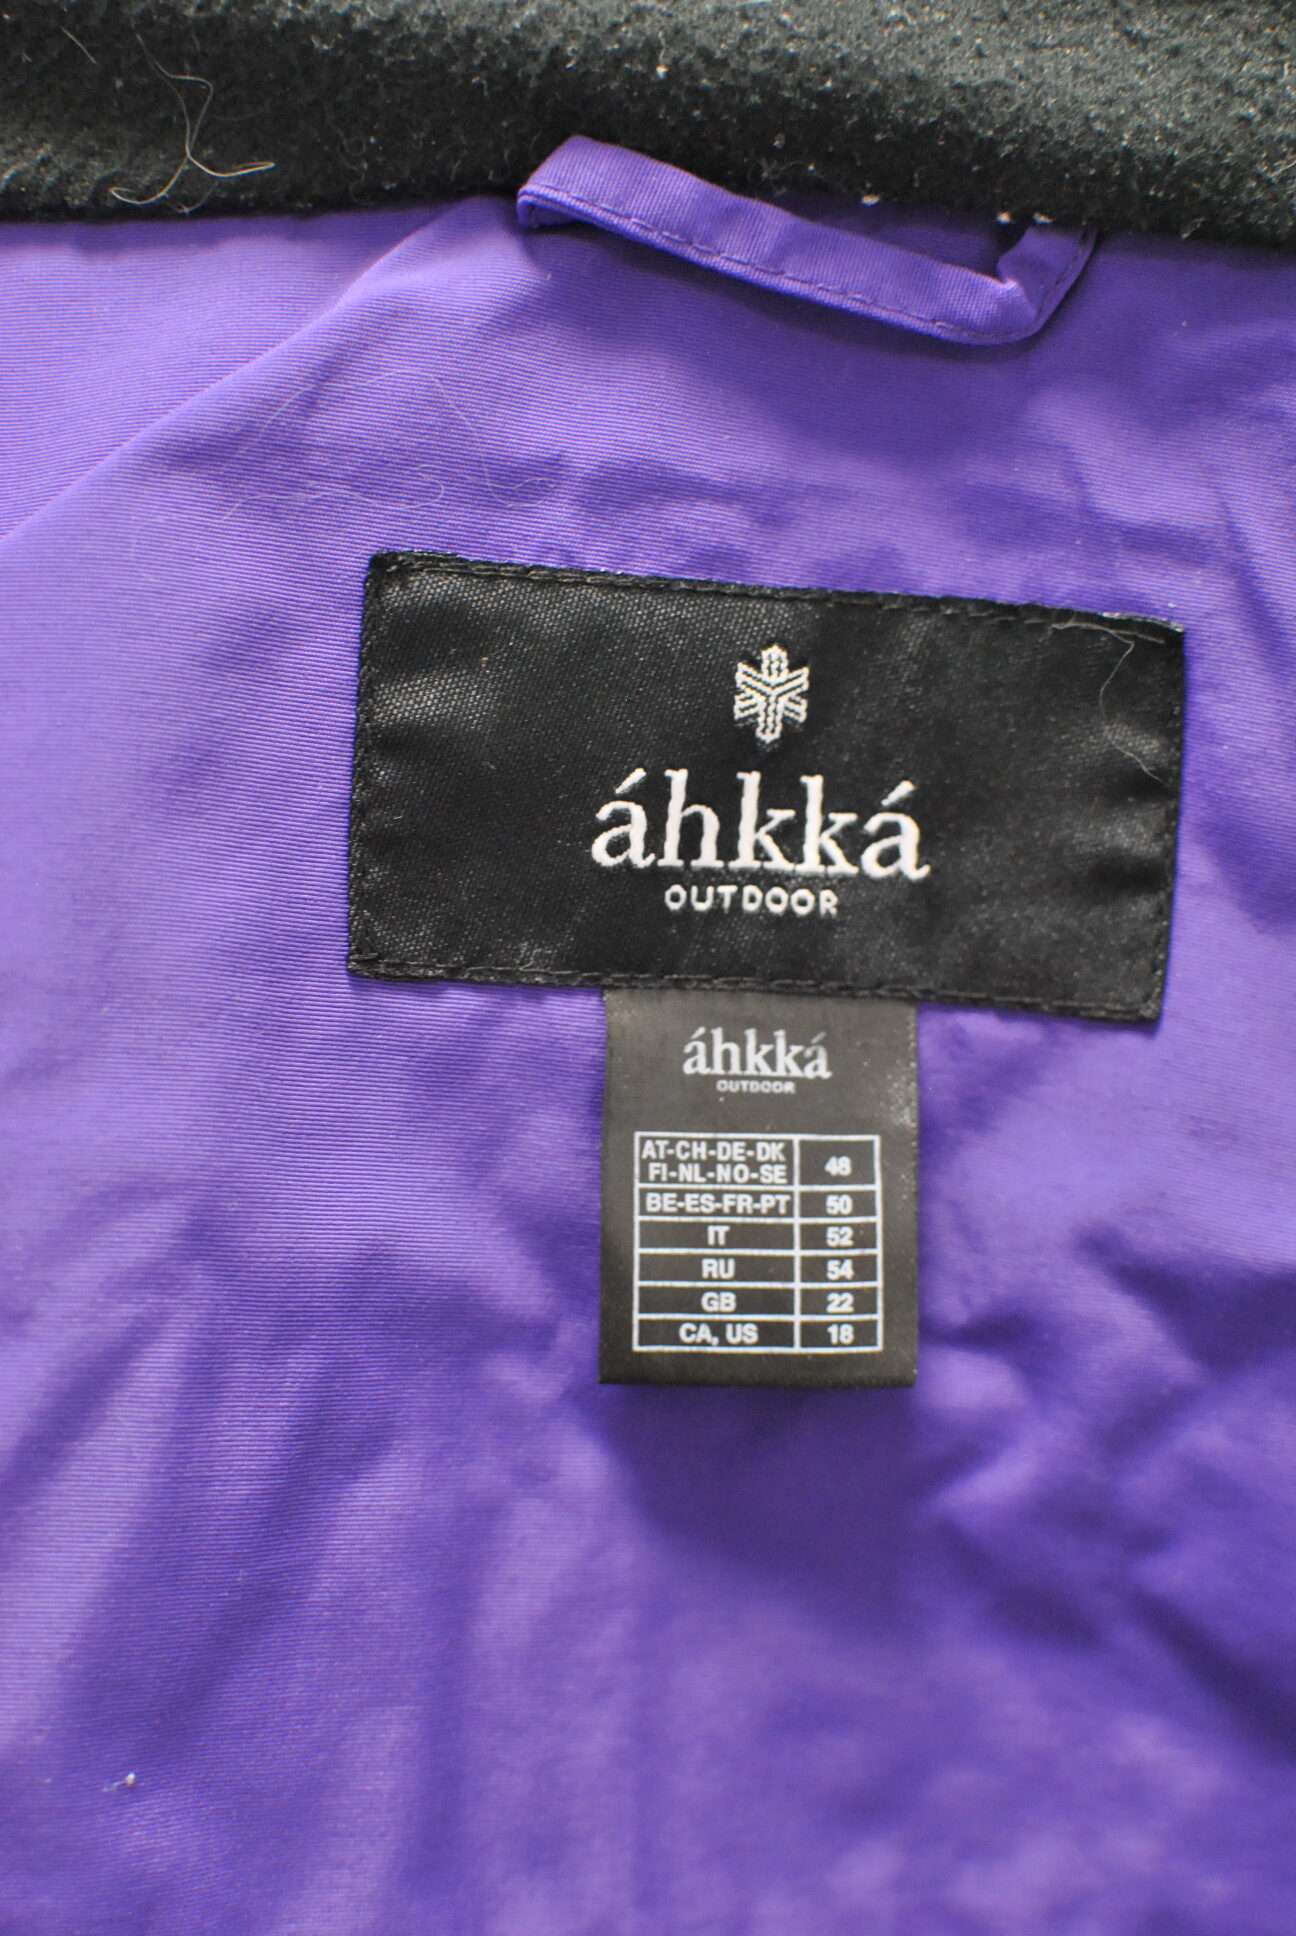 áhkká
OUTDOOR
áhkká
OUTDOOR
AT-CH-DE-DK
FI-NL-NO-SE 48
BE-ES-FR-PT 50
IT 52
RU 54
GB 22
CA, US 18